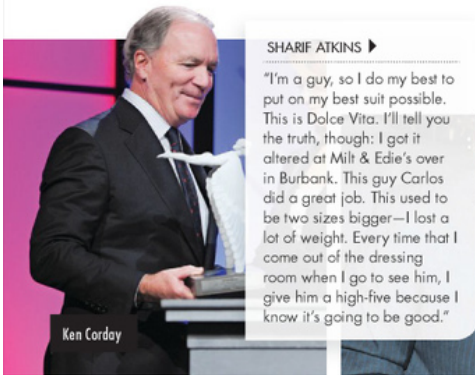 SHARIF ATKINS ▶
"I'm a guy, so I do my best to
put on my best suit possible.
This is Dolce Vita. I'll tell you
the truth, though: I got it
altered at Milt & Edie's over
in Burbank. This guy Carlos
did a great job. This used to
be two sizes bigger—I lost a
lot of weight. Every time that I
come out of the dressing
room when I go to see him, I
give him a high-five because I
know it's going to be good."
Ken Corday